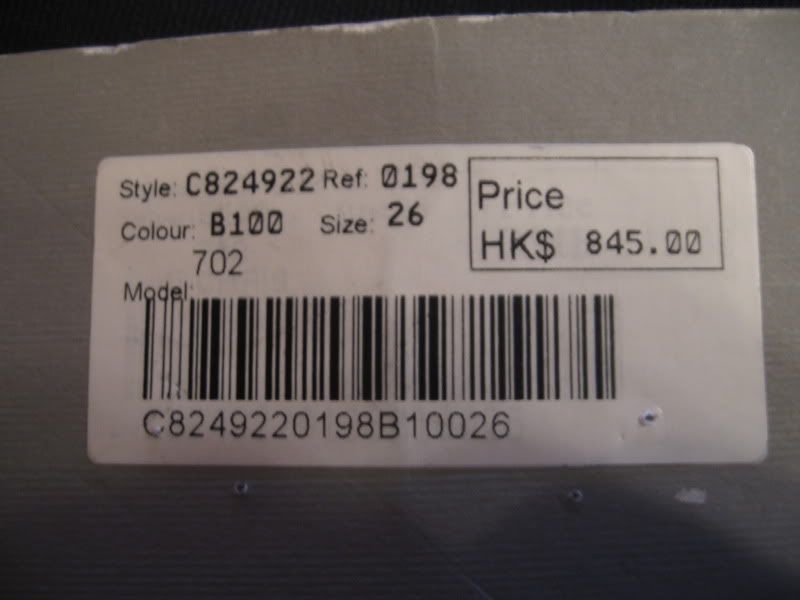 Style: C824922 Ref: 0198
Colour: B100 Size: 26
702
Model:
Price
HK$ 845.00
C8249220198B10026